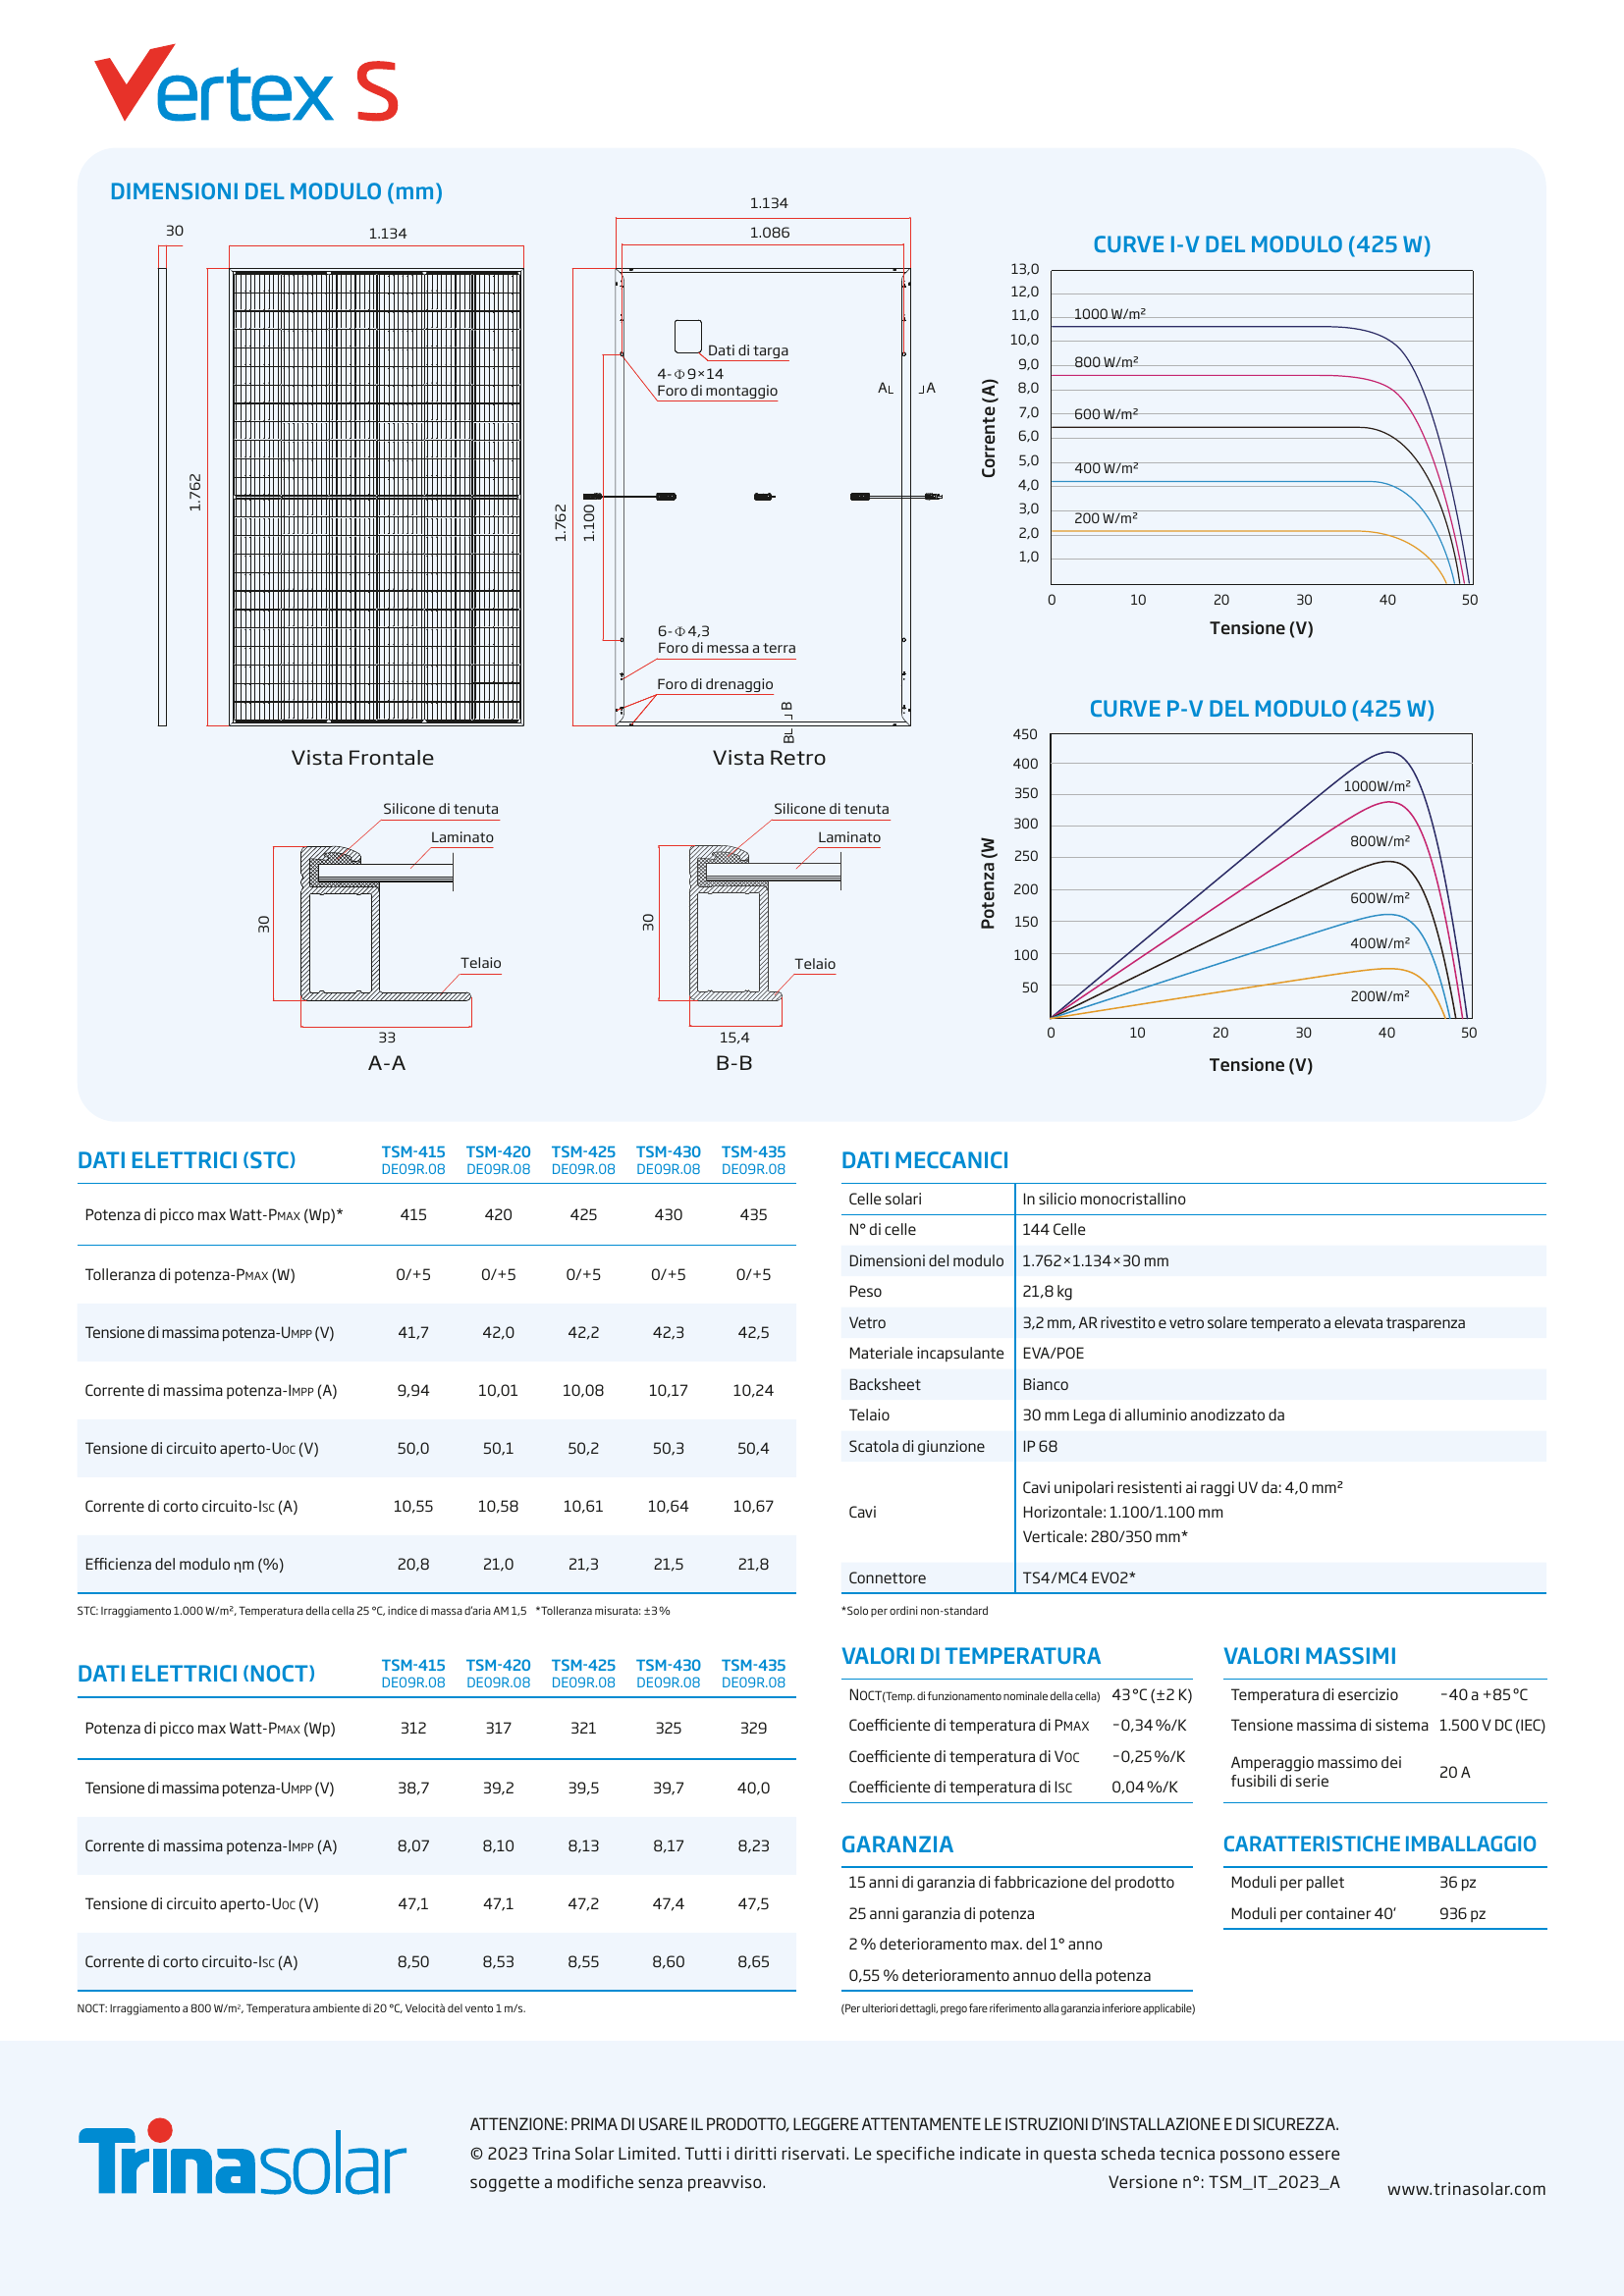 Vertex S
DIMENSIONI DEL MODULO (mm)
30
1.134
1.762
Vista Frontale
1.134
1.086
Dati di targa
4-Φ9×14
Foro di montaggio
A
A
1.762
1.100
6-Φ4,3
Foro di messa a terra
Foro di drenaggio
B
B
Vista Retro
Silicone di tenuta
Laminato
30
Telaio
33
A-A
Silicone di tenuta
Laminato
30
Telaio
15,4
B-B
CURVE I-V DEL MODULO (425 W)
Corrente (A)
13,0
12,0
11,0
10,0
9,0
8,0
7,0
6,0
5,0
4,0
3,0
2,0
1,0
1000 W/m²
800 W/m²
600 W/m²
400 W/m²
200 W/m²
0 10 20 30 40 50
Tensione (V)
CURVE P-V DEL MODULO (425 W)
Potenza (W
450
400
350
300
250
200
150
100
50
1000W/m²
800W/m²
600W/m²
400W/m²
200W/m²
0 10 20 30 40 50
Tensione (V)
DATI ELETTRICI (STC) TSM-415 TSM-420 TSM-425 TSM-430 TSM-435
DE09R.08 DE09R.08 DE09R.08 DE09R.08 DE09R.08
Potenza di picco max Watt-PMAX (Wp)* 415 420 425 430 435
Tolleranza di potenza-PMAX (W) 0/+5 0/+5 0/+5 0/+5 0/+5
Tensione di massima potenza-UMPP (V) 41,7 42,0 42,2 42,3 42,5
Corrente di massima potenza-IMPP (A) 9,94 10,01 10,08 10,17 10,24
Tensione di circuito aperto-UOC (V) 50,0 50,1 50,2 50,3 50,4
Corrente di corto circuito-ISC (A) 10,55 10,58 10,61 10,64 10,67
Efficienza del modulo ηm (%) 20,8 21,0 21,3 21,5 21,8
STC: Irraggiamento 1.000 W/m², Temperatura della cella 25 °C, indice di massa d'aria AM 1,5 *Tolleranza misurata: ±3 %
DATI ELETTRICI (NOCT) TSM-415 TSM-420 TSM-425 TSM-430 TSM-435
DE09R.08 DE09R.08 DE09R.08 DE09R.08 DE09R.08
Potenza di picco max Watt-PMAX (Wp) 312 317 321 325 329
Tensione di massima potenza-UMPP (V) 38,7 39,2 39,5 39,7 40,0
Corrente di massima potenza-IMPP (A) 8,07 8,10 8,13 8,17 8,23
Tensione di circuito aperto-UOC (V) 47,1 47,1 47,2 47,4 47,5
Corrente di corto circuito-ISC (A) 8,50 8,53 8,55 8,60 8,65
NOCT: Irraggiamento a 800 W/m², Temperatura ambiente di 20 °C, Velocità del vento 1 m/s.
DATI MECCANICI
Celle solari In silicio monocristallino
N° di celle 144 Celle
Dimensioni del modulo 1.762×1.134×30 mm
Peso 21,8 kg
Vetro 3,2 mm, AR rivestito e vetro solare temperato a elevata trasparenza
Materiale incapsulante EVA/POE
Backsheet Bianco
Telaio 30 mm Lega di alluminio anodizzato da
Scatola di giunzione IP 68
Cavi Cavi unipolari resistenti ai raggi UV da: 4,0 mm²
Horizontale: 1.100/1.100 mm
Verticale: 280/350 mm*
Connettore TS4/MC4 EVO2*
*Solo per ordini non-standard
VALORI DI TEMPERATURA
NOCT(Temp. di funzionamento nominale della cella) 43°C (±2 K)
Coefficiente di temperatura di PMAX −0,34 %/K
Coefficiente di temperatura di VOC −0,25 %/K
Coefficiente di temperatura di ISC 0,04 %/K
VALORI MASSIMI
Temperatura di esercizio −40 a +85 °C
Tensione massima di sistema 1.500 V DC (IEC)
Amperaggio massimo dei
fusibili di serie 20 A
GARANZIA
15 anni di garanzia di fabbricazione del prodotto
25 anni garanzia di potenza
2 % deterioramento max. del 1° anno
0,55 % deterioramento annuo della potenza
(Per ulteriori dettagli, prego fare riferimento alla garanzia inferiore applicabile)
CARATTERISTICHE IMBALLAGGIO
Moduli per pallet 36 pz
Moduli per container 40' 936 pz
Trinasolar
ATTENZIONE: PRIMA DI USARE IL PRODOTTO, LEGGERE ATTENTAMENTE LE ISTRUZIONI D'INSTALLAZIONE E DI SICUREZZA.
© 2023 Trina Solar Limited. Tutti i diritti riservati. Le specifiche indicate in questa scheda tecnica possono essere
soggette a modifiche senza preavviso. Versione n°: TSM_IT_2023_A
www.trinasolar.com